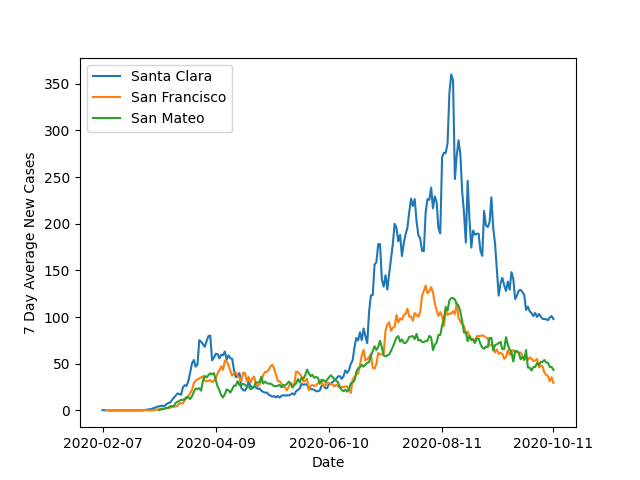 Santa Clara
San Francisco
San Mateo
350
300
250
200
150
100
50
0
7 Day Average New Cases
2020-02-07 2020-04-09 2020-06-10 2020-08-11 2020-10-11
Date